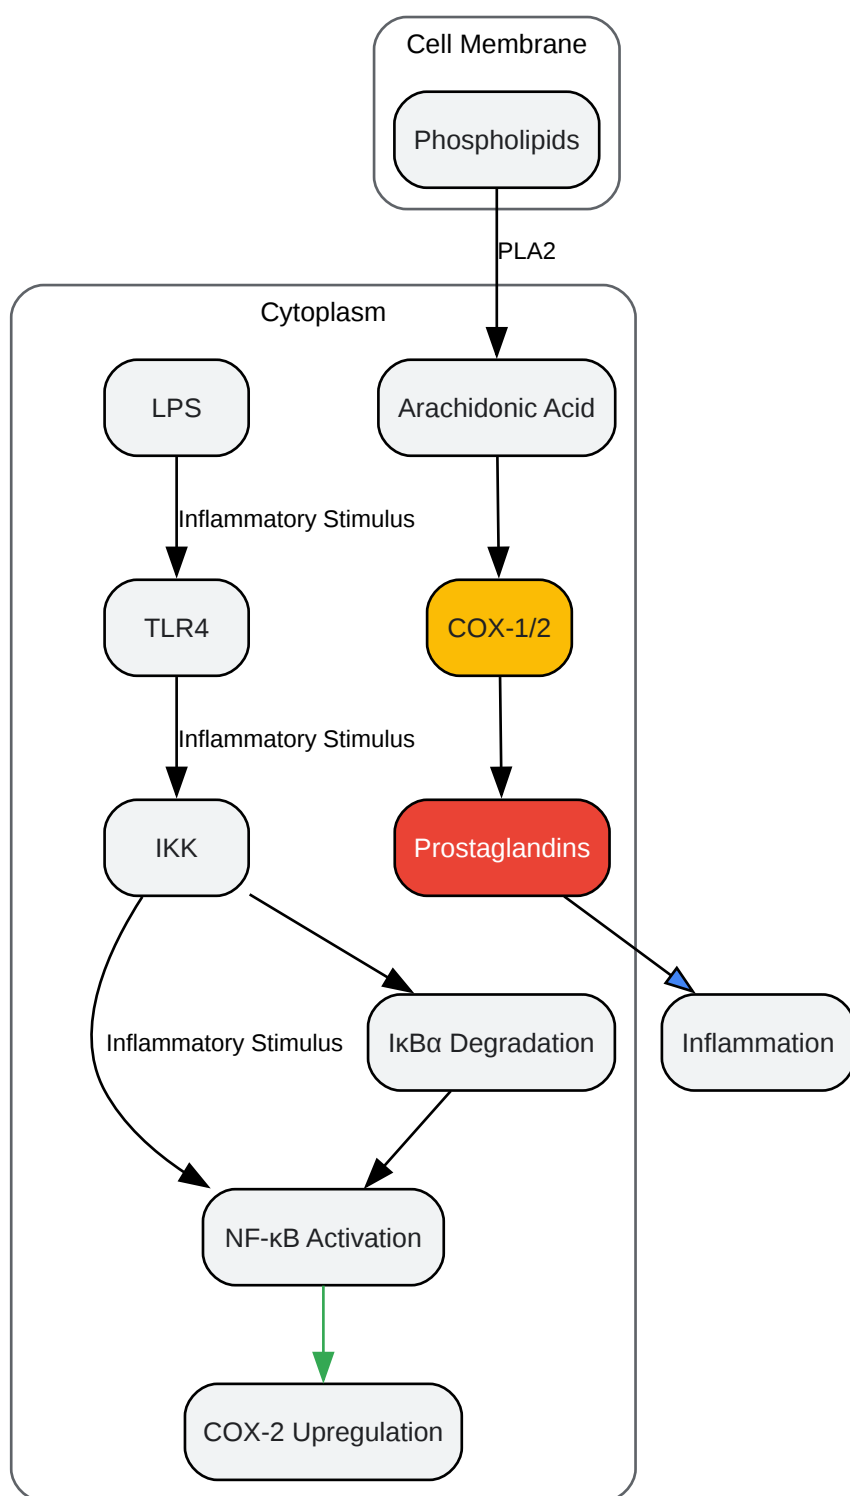 Cell Membrane
Phospholipids
PLA2
Cytoplasm
LPS
Arachidonic Acid
Inflammatory Stimulus
TLR4
COX-1/2
Inflammatory Stimulus
IKK
Prostaglandins
Inflammatory Stimulus
IκBα Degradation
Inflammation
NF-κB Activation
COX-2 Upregulation